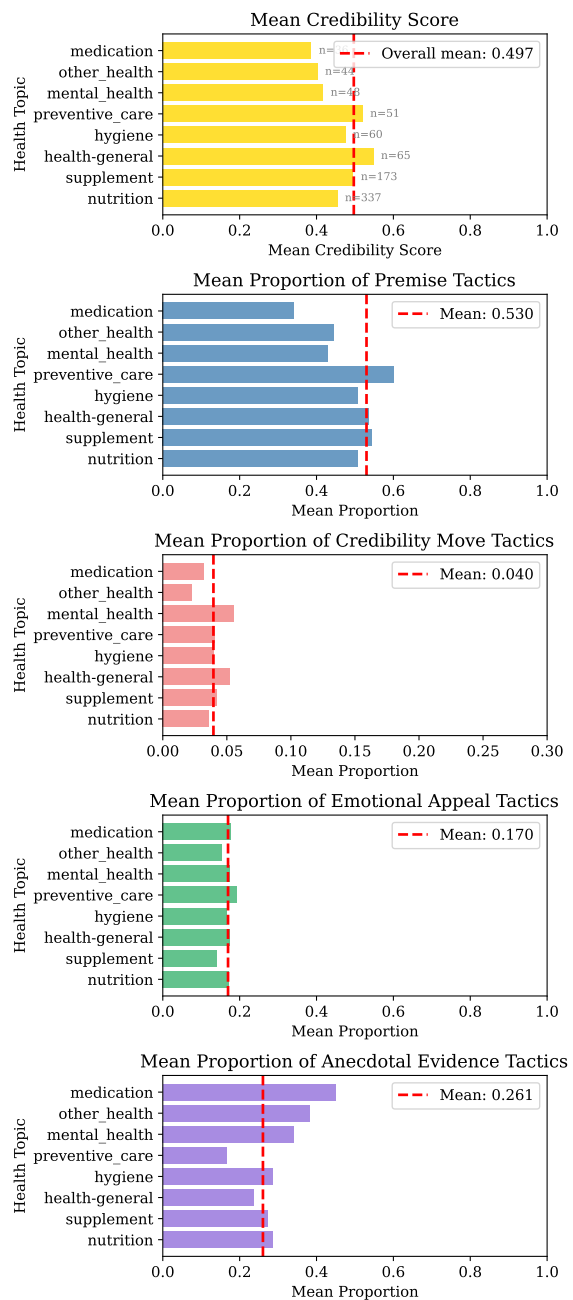 Mean Credibility Score
Health Topic
medication
other_health
mental_health
preventive_care
hygiene
health-general
supplement
nutrition
n=44
n=48
n=51
n=60
n=65
n=173
n=337
Overall mean: 0.497
0.0 0.2 0.4 0.6 0.8 1.0
Mean Credibility Score
Mean Proportion of Premise Tactics
Health Topic
medication
other_health
mental_health
preventive_care
hygiene
health-general
supplement
nutrition
Mean: 0.530
0.0 0.2 0.4 0.6 0.8 1.0
Mean Proportion
Mean Proportion of Credibility Move Tactics
Health Topic
medication
other_health
mental_health
preventive_care
hygiene
health-general
supplement
nutrition
Mean: 0.040
0.00 0.05 0.10 0.15 0.20 0.25 0.30
Mean Proportion
Mean Proportion of Emotional Appeal Tactics
Health Topic
medication
other_health
mental_health
preventive_care
hygiene
health-general
supplement
nutrition
Mean: 0.170
0.0 0.2 0.4 0.6 0.8 1.0
Mean Proportion
Mean Proportion of Anecdotal Evidence Tactics
Health Topic
medication
other_health
mental_health
preventive_care
hygiene
health-general
supplement
nutrition
Mean: 0.261
0.0 0.2 0.4 0.6 0.8 1.0
Mean Proportion